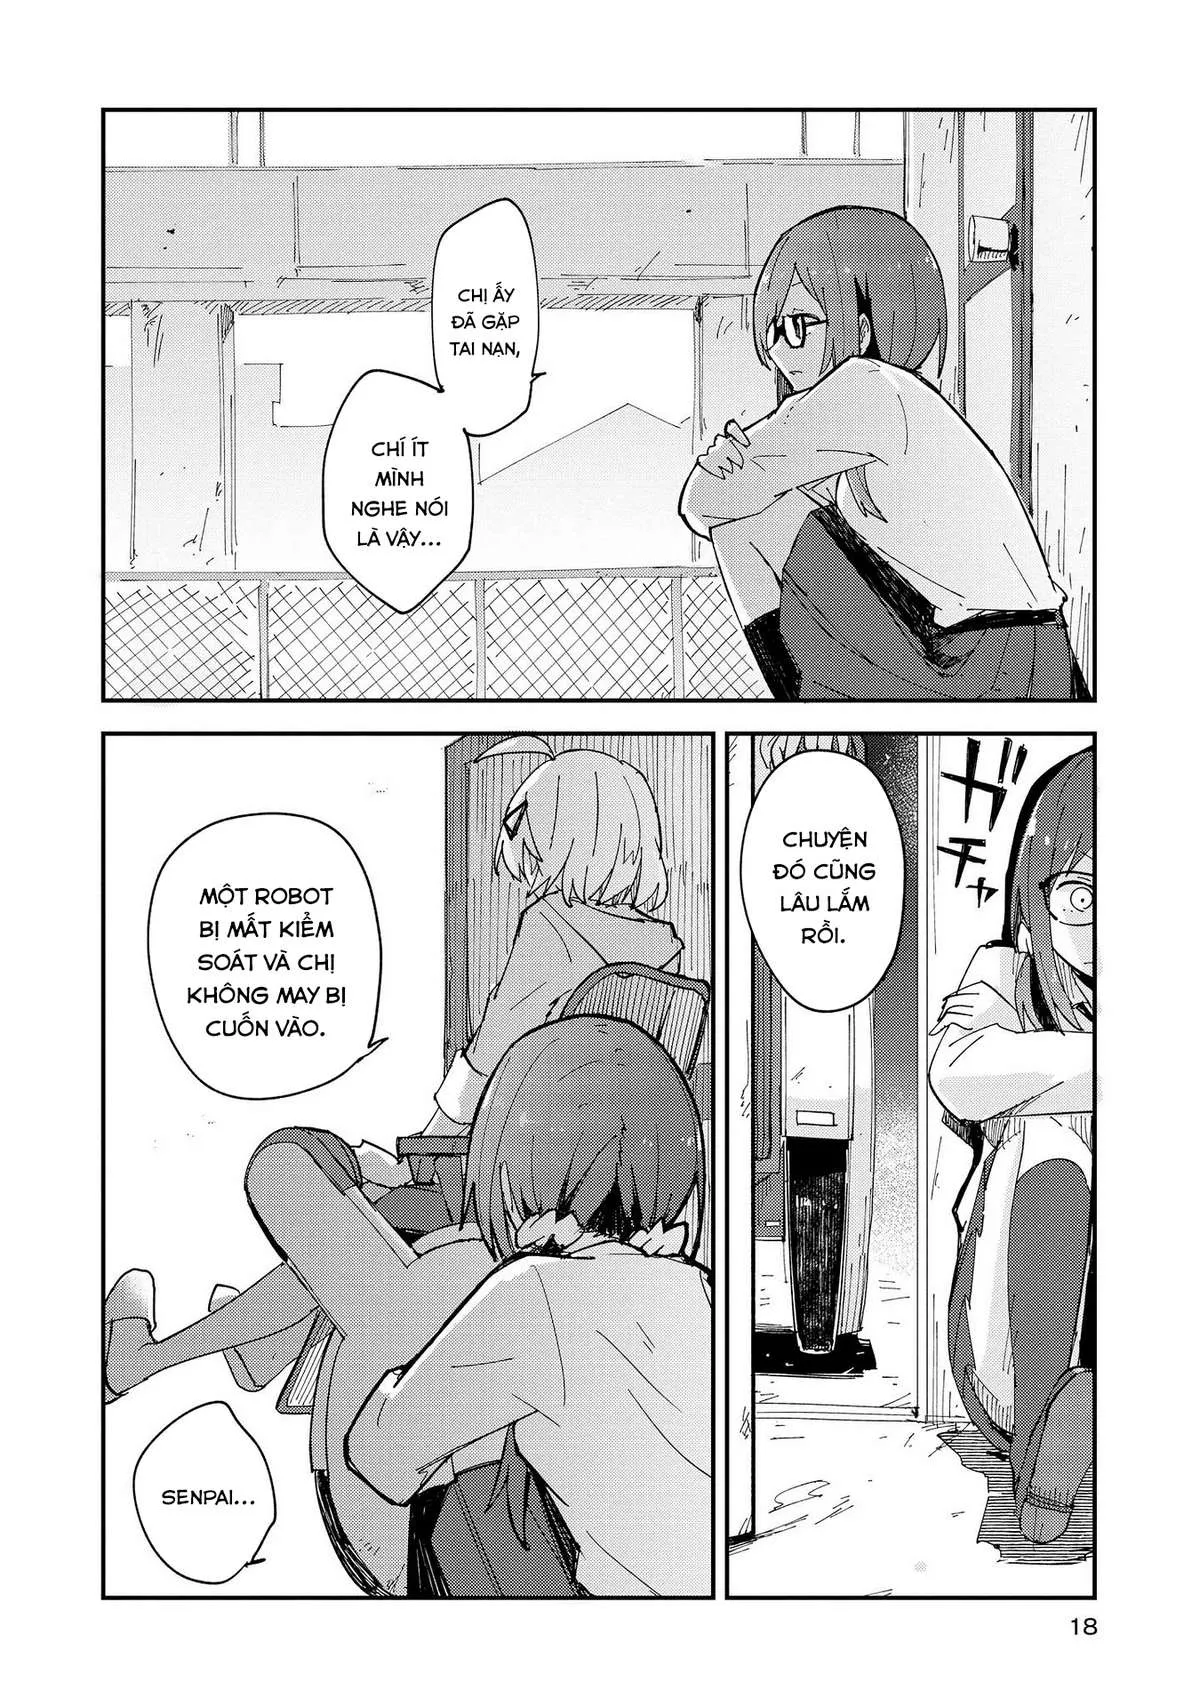 CHỊ ẤY
ĐÃ GẶP
TAI NẠN,
CHÍ ÍT
MÌNH
NGHE NÓI
LÀ VẬY...
ガチャ
CHUYỆN
ĐÓ CŨNG
LÂU LẮM
RỒI.
MỘT ROBOT
BỊ MẤT KIỂM
SOÁT VÀ CHỊ
KHÔNG MAY BỊ
CUỐN VÀO.
SENPAI...
18